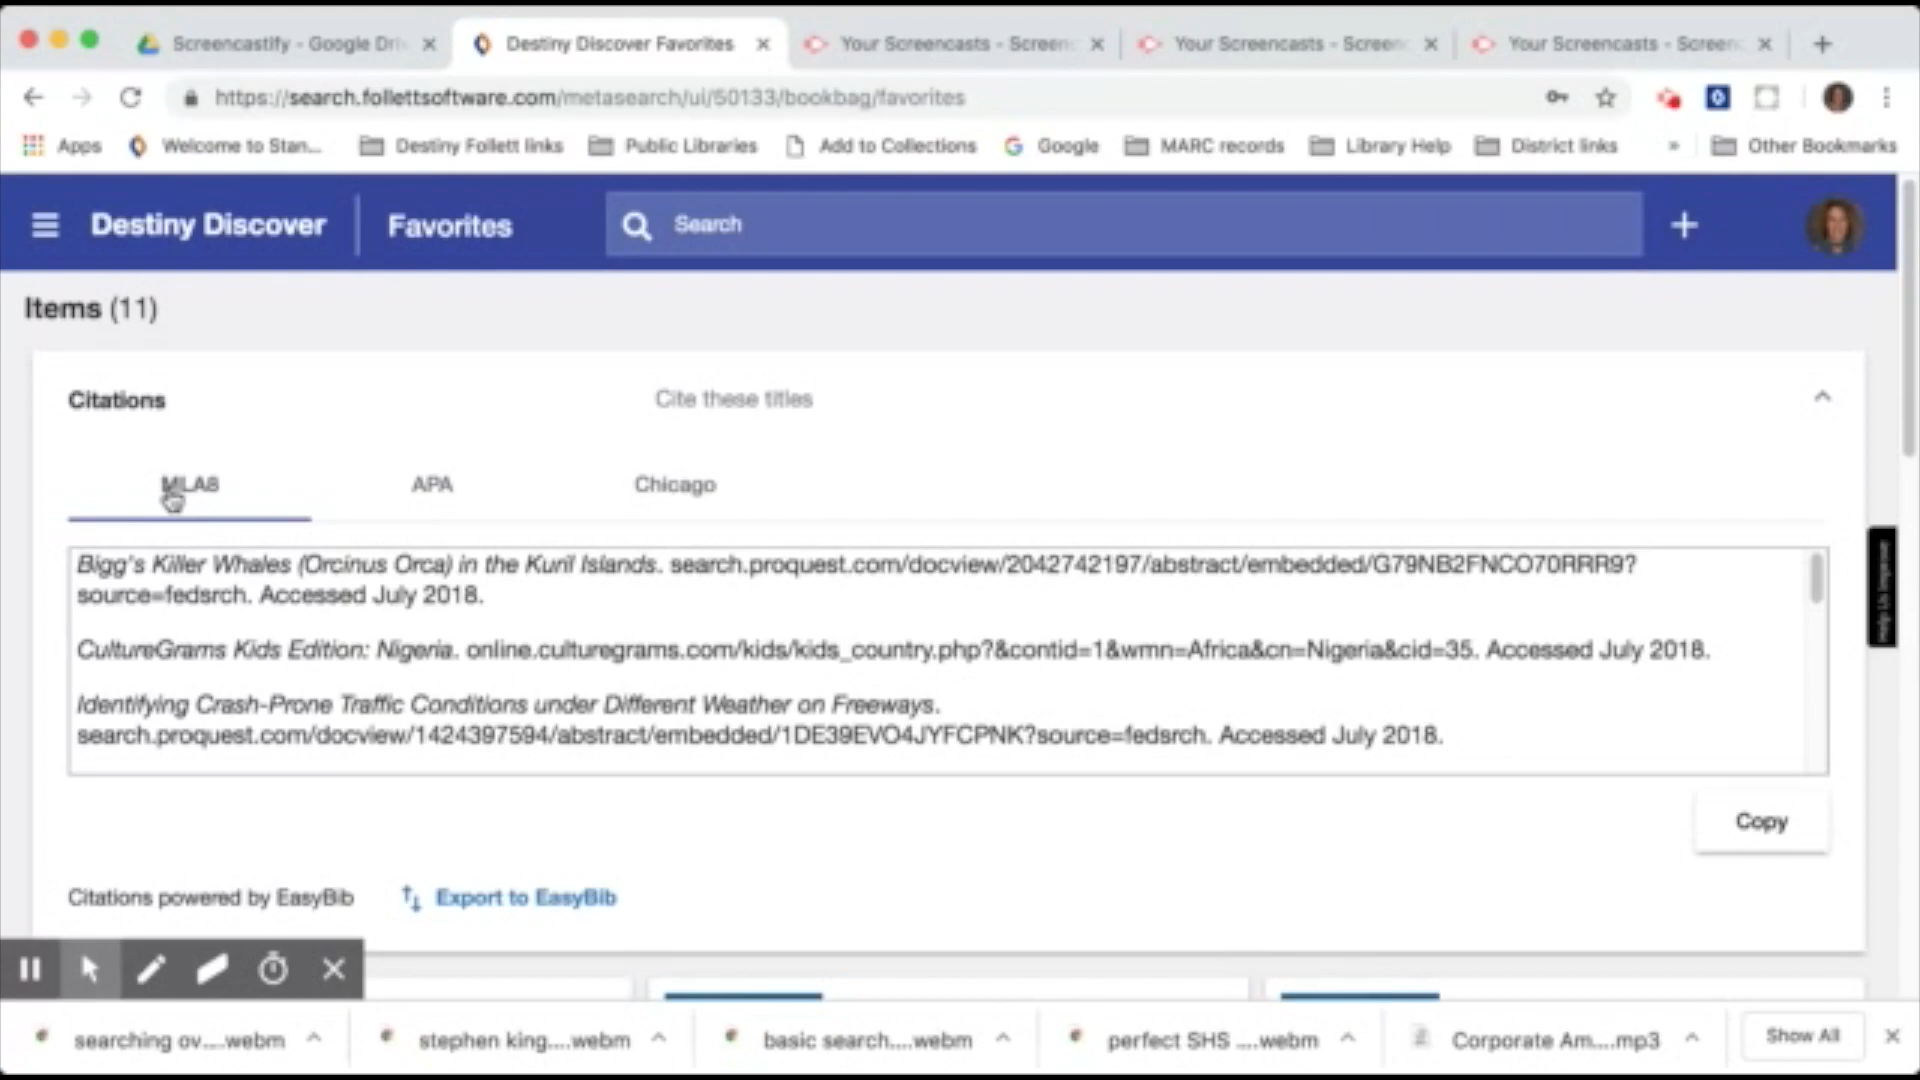 Screencastify - Google Dri
Destiny Discover Favorites
Your Screencasts - Screen
Your Screencasts - Screen
Your Screencasts - Screen
https://search.follettsoftware.com/metasearch/ui/50133/bookbag/favorites
Apps
Welcome to Stan...
Destiny Follett links
Public Libraries
Add to Collections
Google
MARC records
Library Help
District links
»
Other Bookmarks
Destiny Discover
Favorites
Search
Items (11)
Citations
Cite these titles
MLA8
APA
Chicago
Bigg's Killer Whales (Orcinus Orca) in the Kuril Islands. search.proquest.com/docview/2042742197/abstract/embedded/G79NB2FNCO70RRR9?
source=fedsrch. Accessed July 2018.
CultureGrams Kids Edition: Nigeria. online.culturegrams.com/kids/kids_country.php?&contid=1&wmn=Africa&cn=Nigeria&cid=35. Accessed July 2018.
Identifying Crash-Prone Traffic Conditions under Different Weather on Freeways.
search.proquest.com/docview/1424397594/abstract/embedded/1DE39EVO4JYFCPNK?source=fedsrch. Accessed July 2018.
Help Us Improve
Copy
Citations powered by EasyBib
Export to EasyBib
searching ov....webm
stephen king....webm
basic search....webm
perfect SHS ....webm
Corporate Am....mp3
Show All